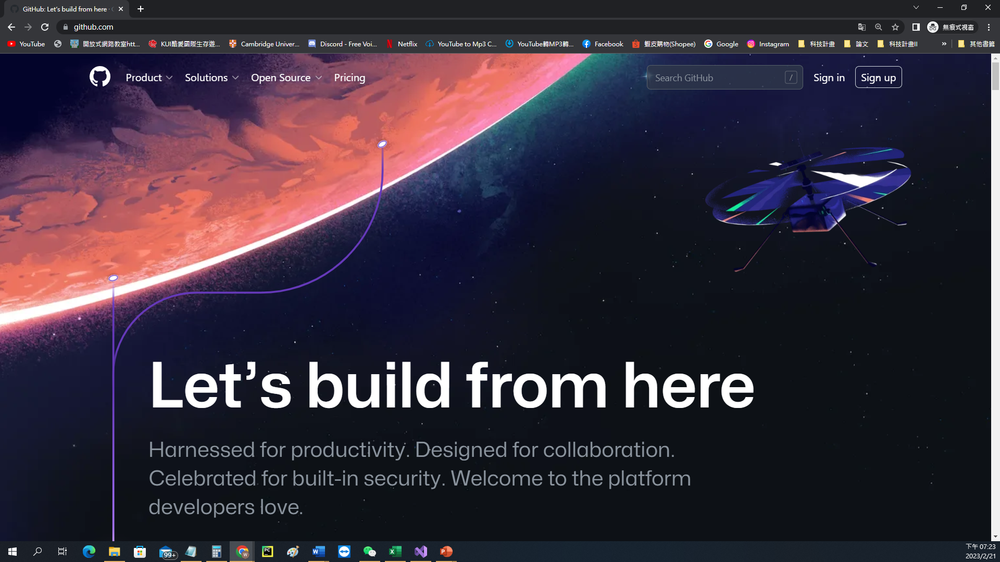 GitHub: Let's build from here ·
github.com
無痕式視窗
YouTube
開放式網路教室htt...
KUI酷愛國際生存遊...
Cambridge Univer...
Discord - Free Voi...
Netflix
YouTube to Mp3 C...
YouTube轉MP3轉...
Facebook
蝦皮購物(Shopee)
Google
Instagram
科技計畫
論文
科技計畫II
»
其他書籤
Product
Solutions
Open Source
Pricing
Search GitHub
/
Sign in
Sign up
Let's build from here
Harnessed for productivity. Designed for collaboration.
Celebrated for built-in security. Welcome to the platform
developers love.
99+
下午 07:23
2023/2/21